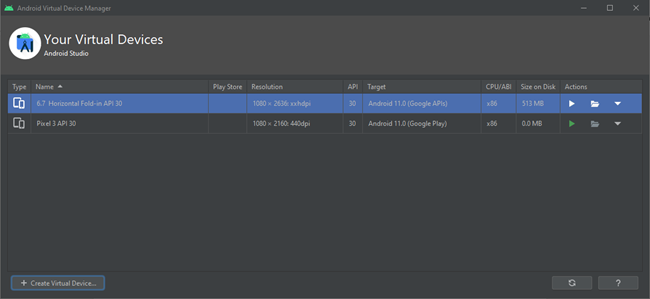 Android Virtual Device Manager
Your Virtual Devices
Android Studio
Type Name Play Store Resolution API Target CPU/ABI Size on Disk Actions
6.7 Horizontal Fold-in API 30 1080 × 2636: xxhdpi 30 Android 11.0 (Google APIs) x86 513 MB
Pixel 3 API 30 1080 × 2160: 440dpi 30 Android 11.0 (Google Play) x86 0.0 MB
+ Create Virtual Device...
?